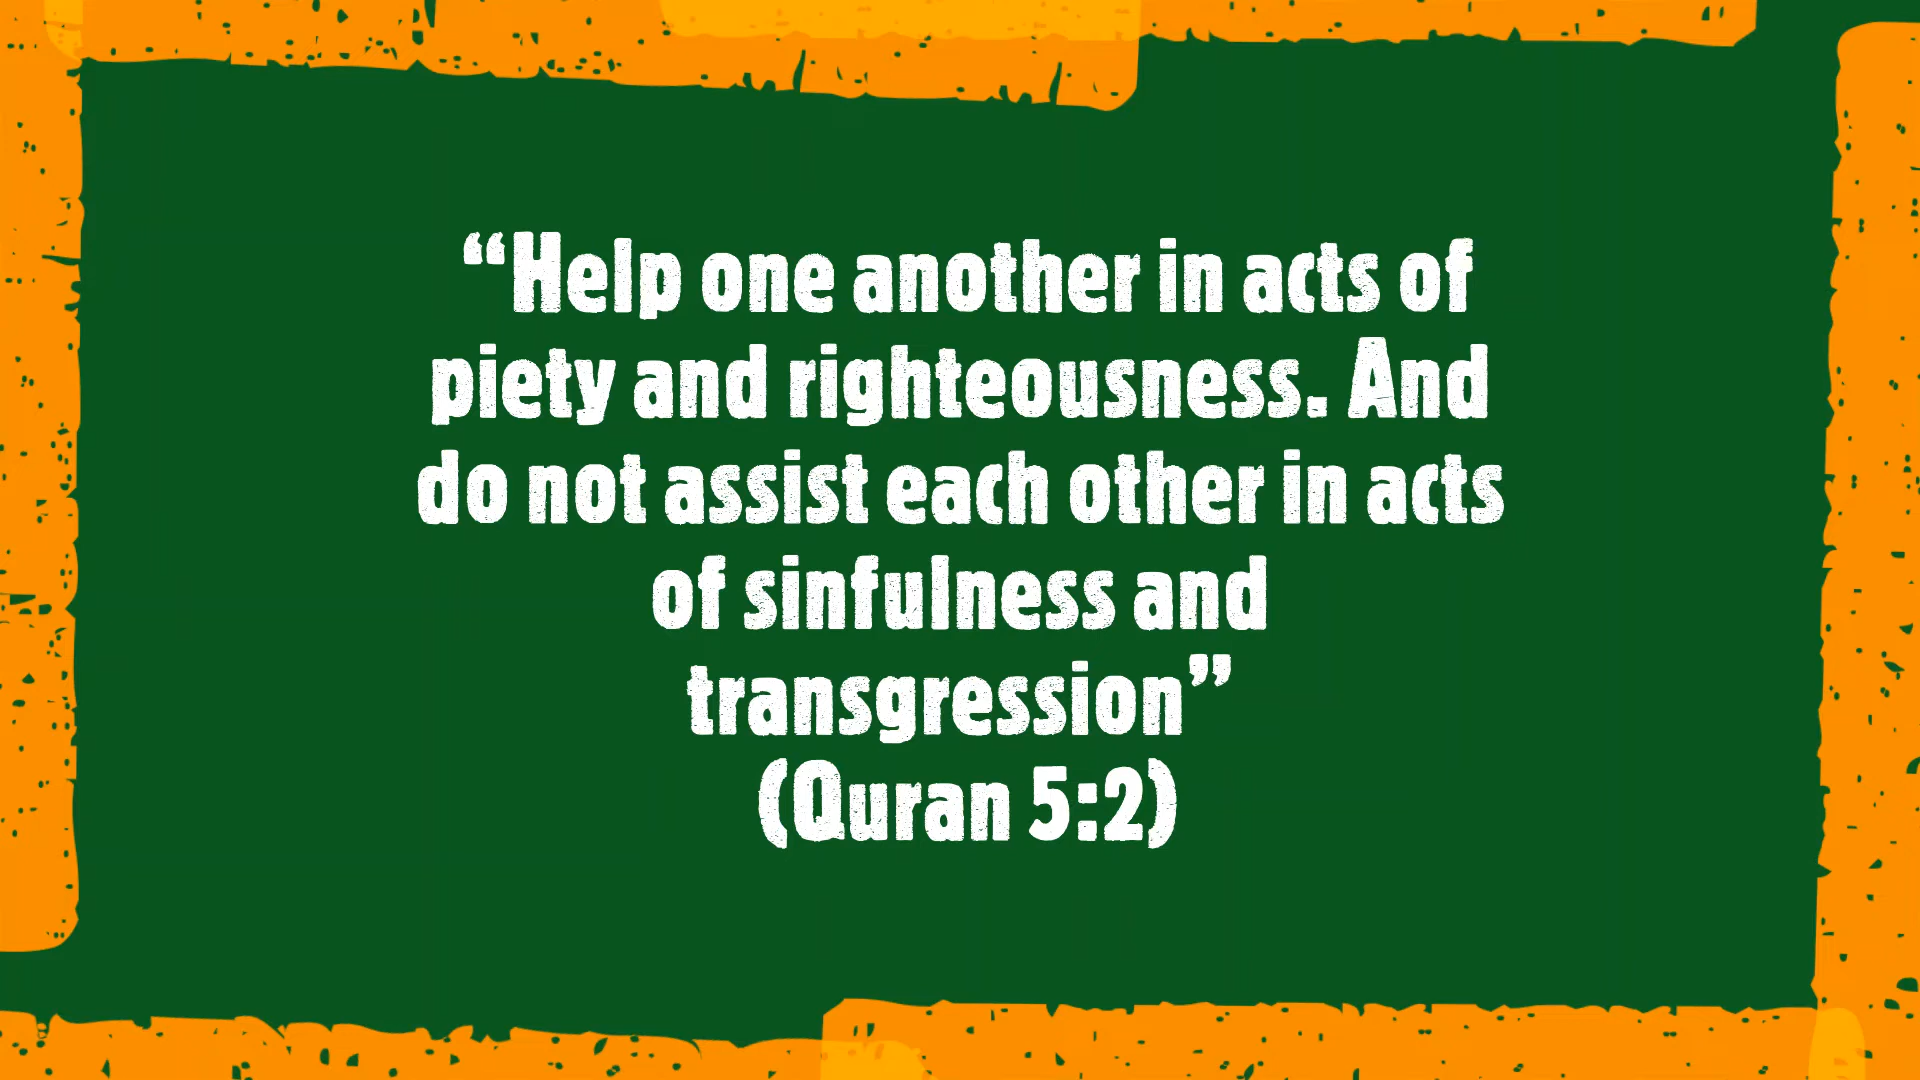 “Help one another in acts of
piety and righteousness. And
do not assist each other in acts
of sinfulness and
transgression”
(Quran 5:2)